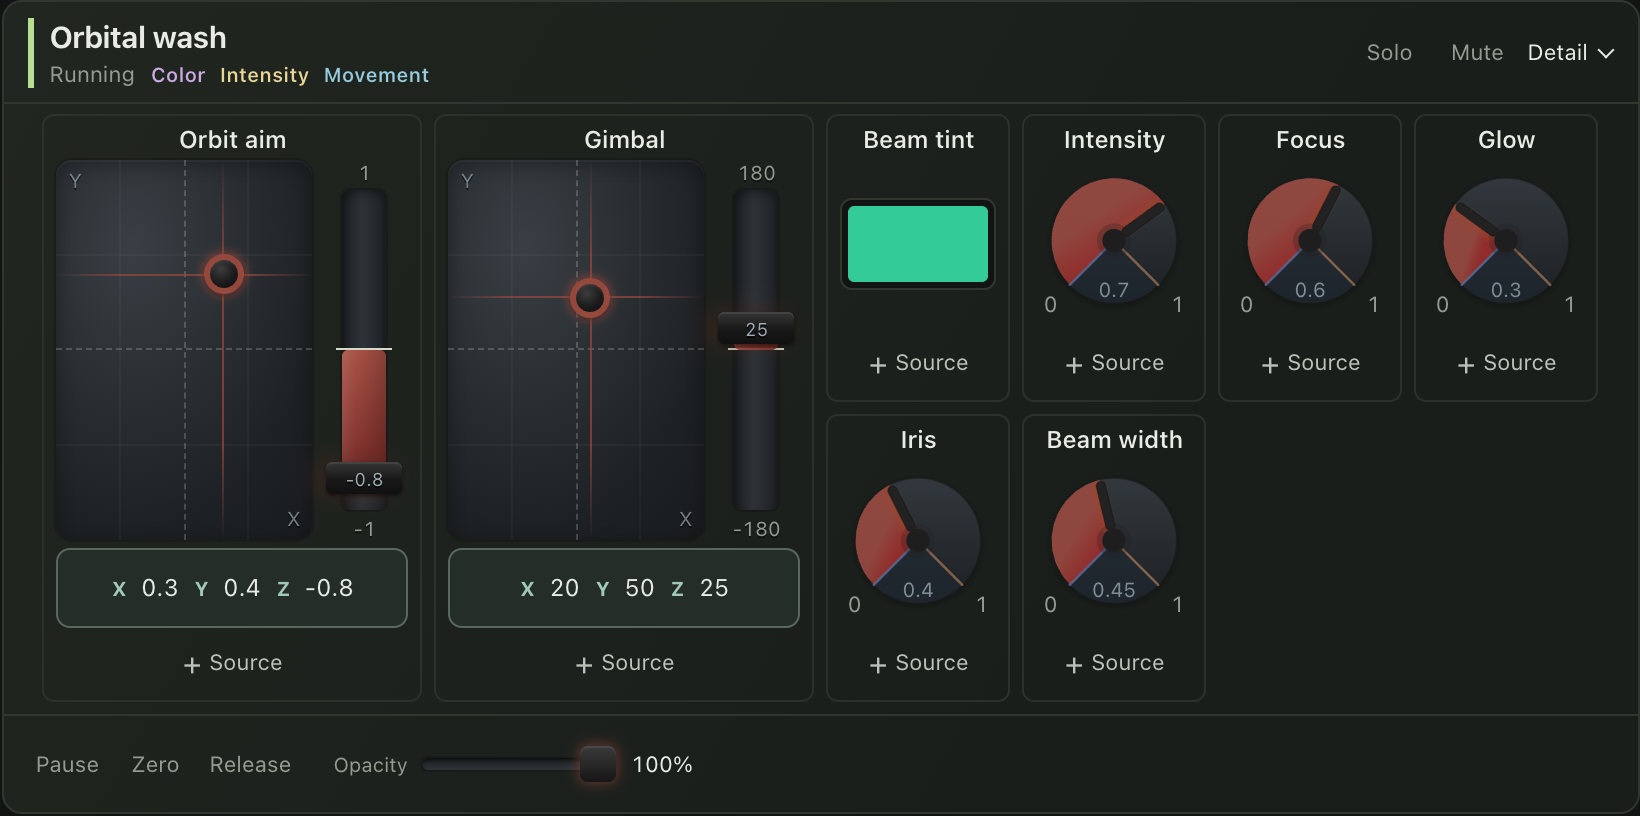 Orbital wash
Running Color Intensity Movement
Solo Mute Detail
Orbit aim
Y
X
1
-0.8
-1
X 0.3 Y 0.4 Z -0.8
+ Source
Gimbal
Y
X
180
25
-180
X 20 Y 50 Z 25
+ Source
Beam tint
+ Source
Intensity
0.7
0 1
+ Source
Focus
0.6
0 1
+ Source
Glow
0.3
0 1
+ Source
Iris
0.4
0 1
+ Source
Beam width
0.45
0 1
+ Source
Pause Zero Release Opacity 100%